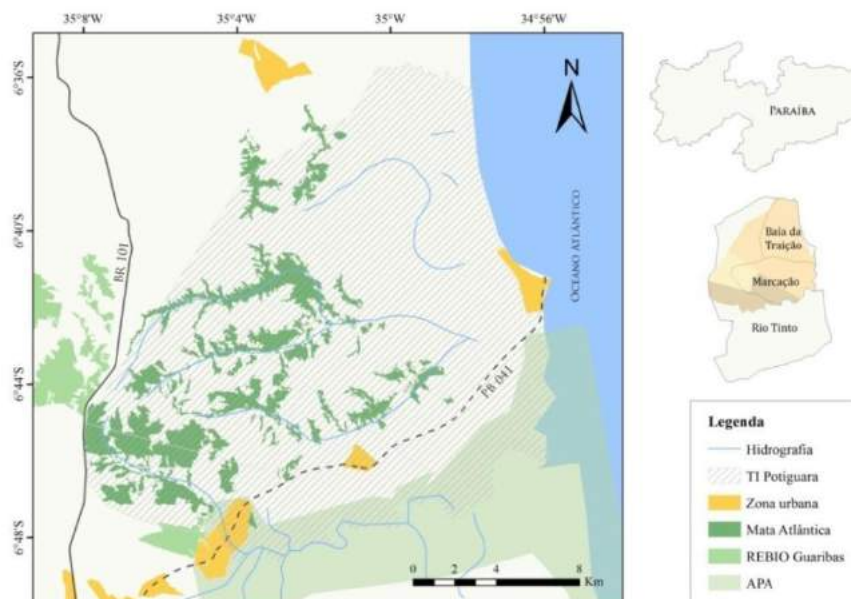 35°8'W 35°4'W 35°W 34°56'W
6°36'S
6°40'S
6°44'S
6°48'S
N
BR 101
OCEANO ATLÂNTICO
PB 041
0 2 4 8
Km
PARAÍBA
Baía da
Traição
Marcação
Rio Tinto
Legenda
Hidrografia
TI Potiguara
Zona urbana
Mata Atlântica
REBIO Guaribas
APA